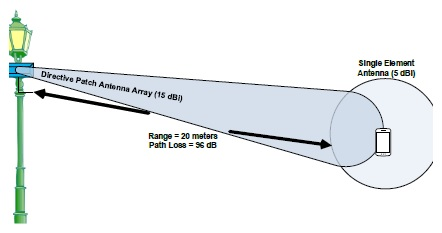 Directive Patch Antenna Array (15 dBi)
Single Element
Antenna (5 dBi)
Range = 20 meters
Path Loss = 96 dB